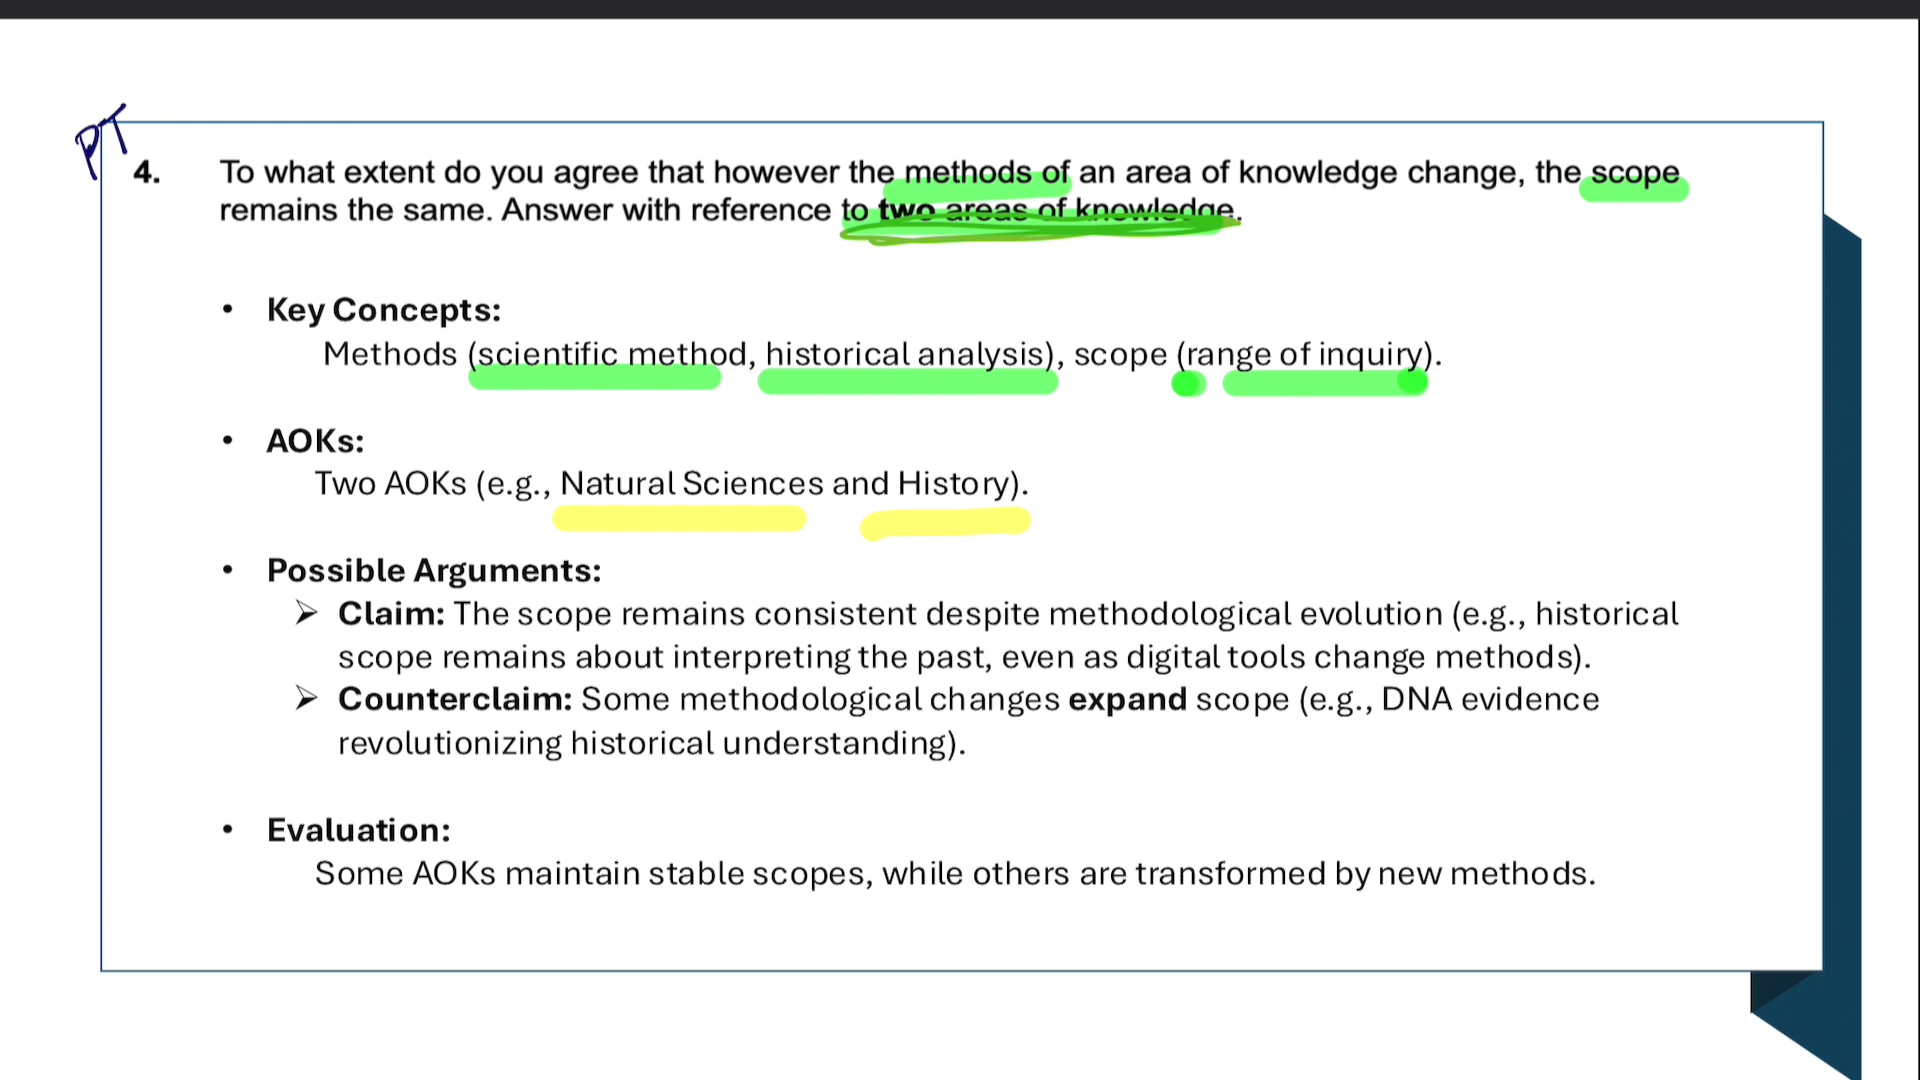 PT
4. To what extent do you agree that however the methods of an area of knowledge change, the scope
remains the same. Answer with reference to two areas of knowledge.
• Key Concepts:
Methods (scientific method, historical analysis), scope (range of inquiry).
• AOKs:
Two AOKs (e.g., Natural Sciences and History).
• Possible Arguments:
➢ Claim: The scope remains consistent despite methodological evolution (e.g., historical
scope remains about interpreting the past, even as digital tools change methods).
➢ Counterclaim: Some methodological changes expand scope (e.g., DNA evidence
revolutionizing historical understanding).
• Evaluation:
Some AOKs maintain stable scopes, while others are transformed by new methods.